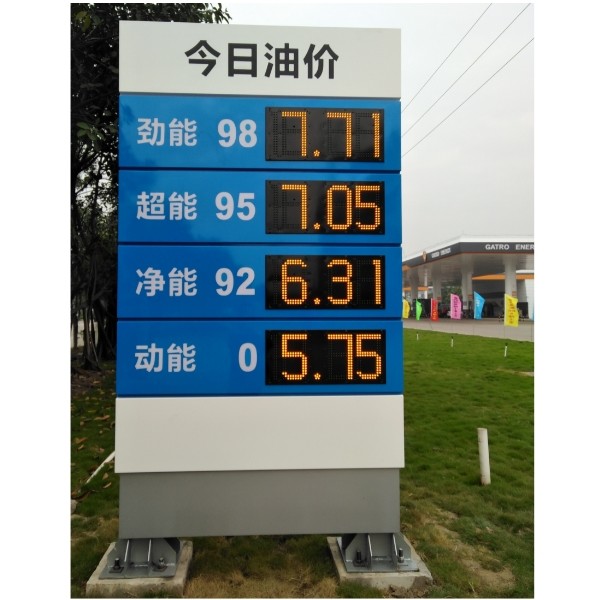 今日油价
劲能 98 7.71
超能 95 7.05
净能 92 6.31
动能 0 5.75
GATRO ENER